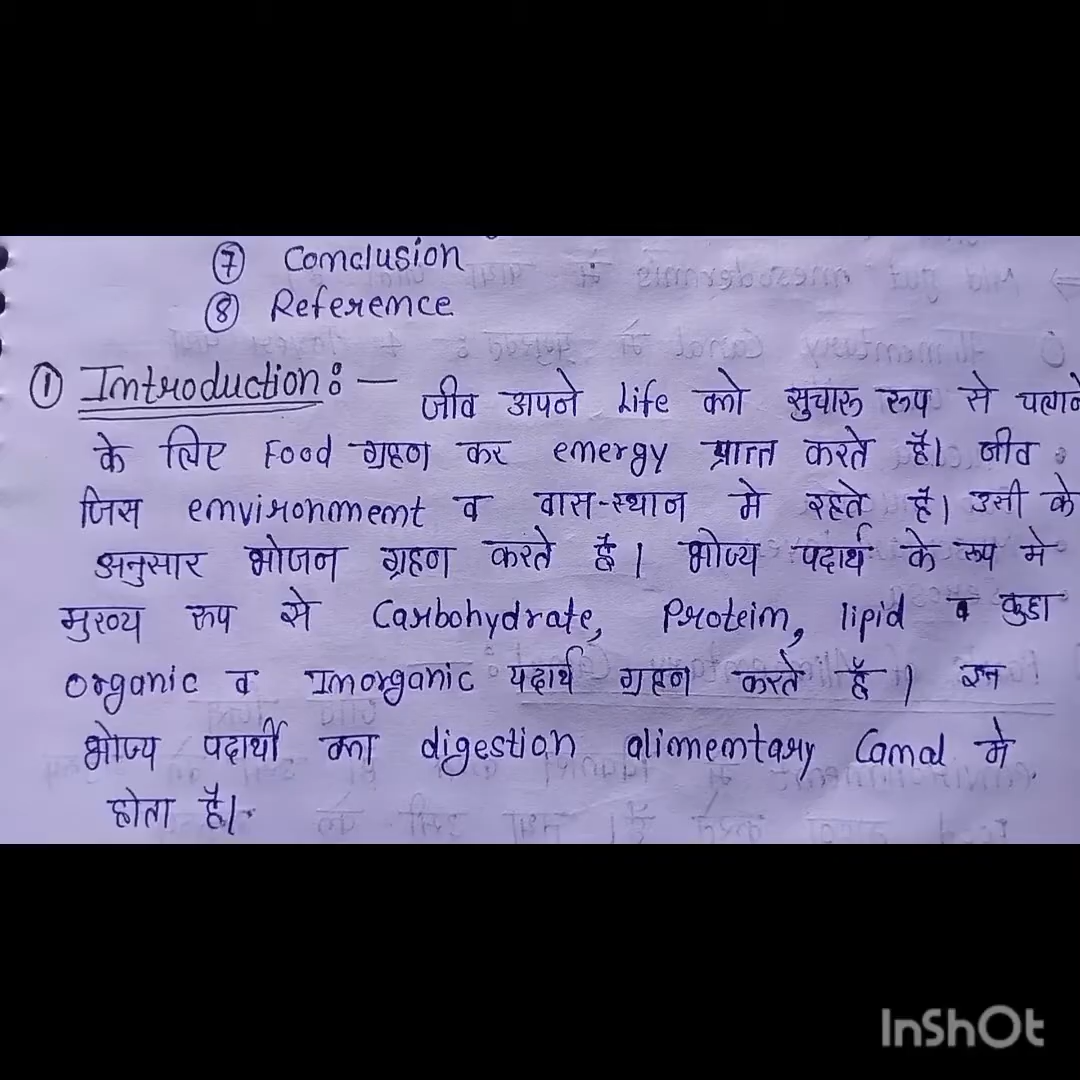 ⑦ Conclusion
⑧ Reference
① Introduction : — जीव अपने Life को सुचारू रूप से चलाने
के लिए Food ग्रहण कर energy प्राप्त करते है। जीव
जिस environment व वास-स्थान मे रहते है। उसी के
अनुसार भोजन ग्रहण करते है। भोज्य पदार्थ के रूप मे
मुख्य रूप से Carbohydrate, Protein, lipid व कुछ
organic व Inorganic पदार्थ ग्रहण करते है। इन
भोज्य पदार्थो का digestion alimentary Canal मे
होता है।
InShOt